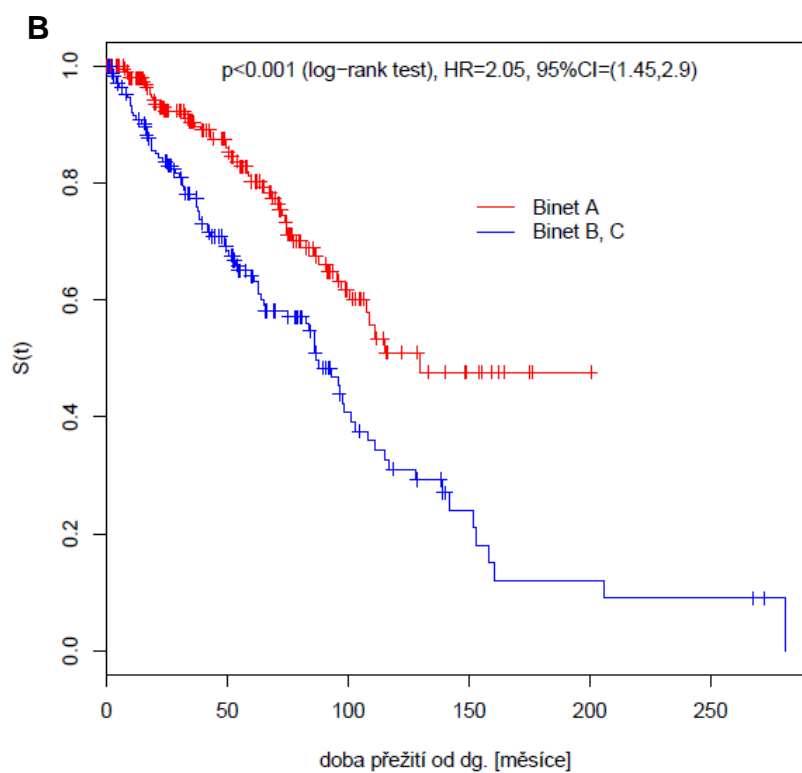 B
p<0.001 (log−rank test), HR=2.05, 95%CI=(1.45,2.9)
1.0
0.8
0.6
0.4
0.2
0.0
S(t)
Binet A
Binet B, C
0 50 100 150 200 250
doba přežití od dg. [měsíce]